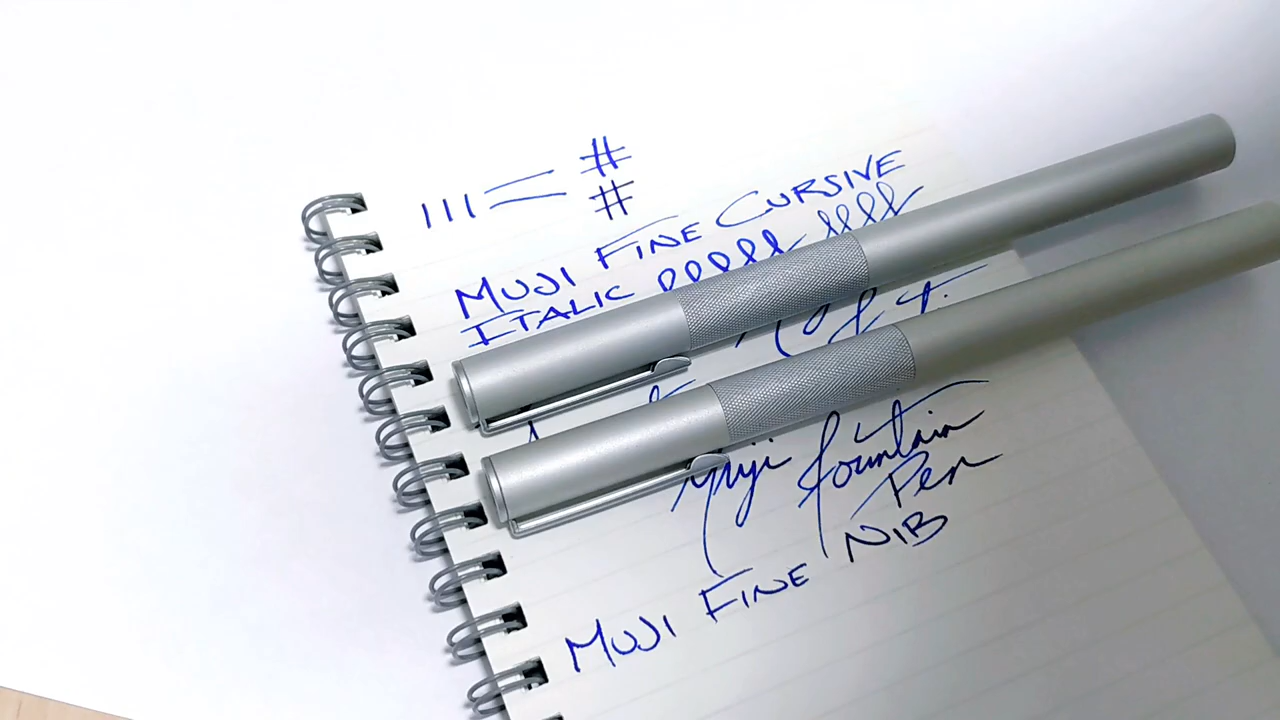 III = #
#
MUJI FINE CURSIVE
ITALIC
Muji fountain
Pen
MUJI FINE NIB